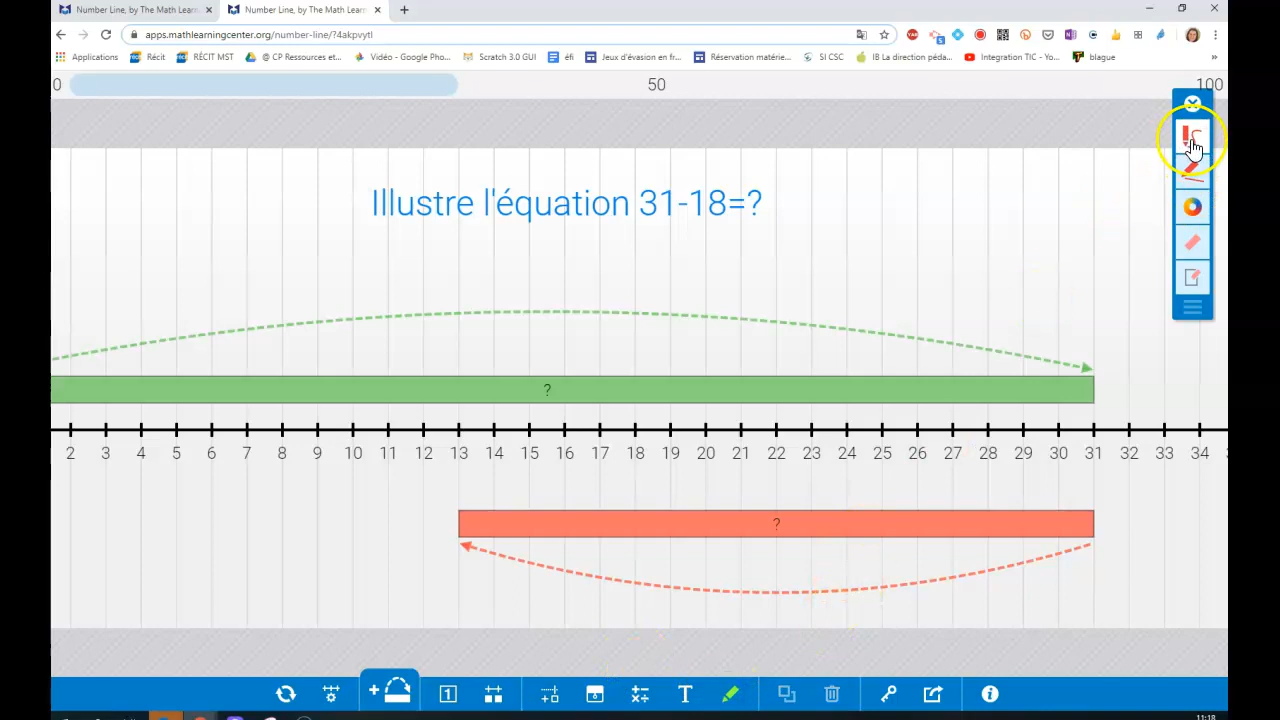 Number Line, by The Math Learn
Number Line, by The Math Learn
apps.mathlearningcenter.org/number-line/?4akpvytl
Applications
Récit
RÉCIT MST
@ CP Ressources et...
Vidéo - Google Pho...
Scratch 3.0 GUI
éfi
Jeux d'évasion en fr...
Réservation matérie...
SI CSC
IB La direction péda...
Integration TIC - Yo...
blague
0 50 100
Illustre l'équation 31-18=?
?
2 3 4 5 6 7 8 9 10 11 12 13 14 15 16 17 18 19 20 21 22 23 24 25 26 27 28 29 30 31 32 33 34
?
1
T
11:18